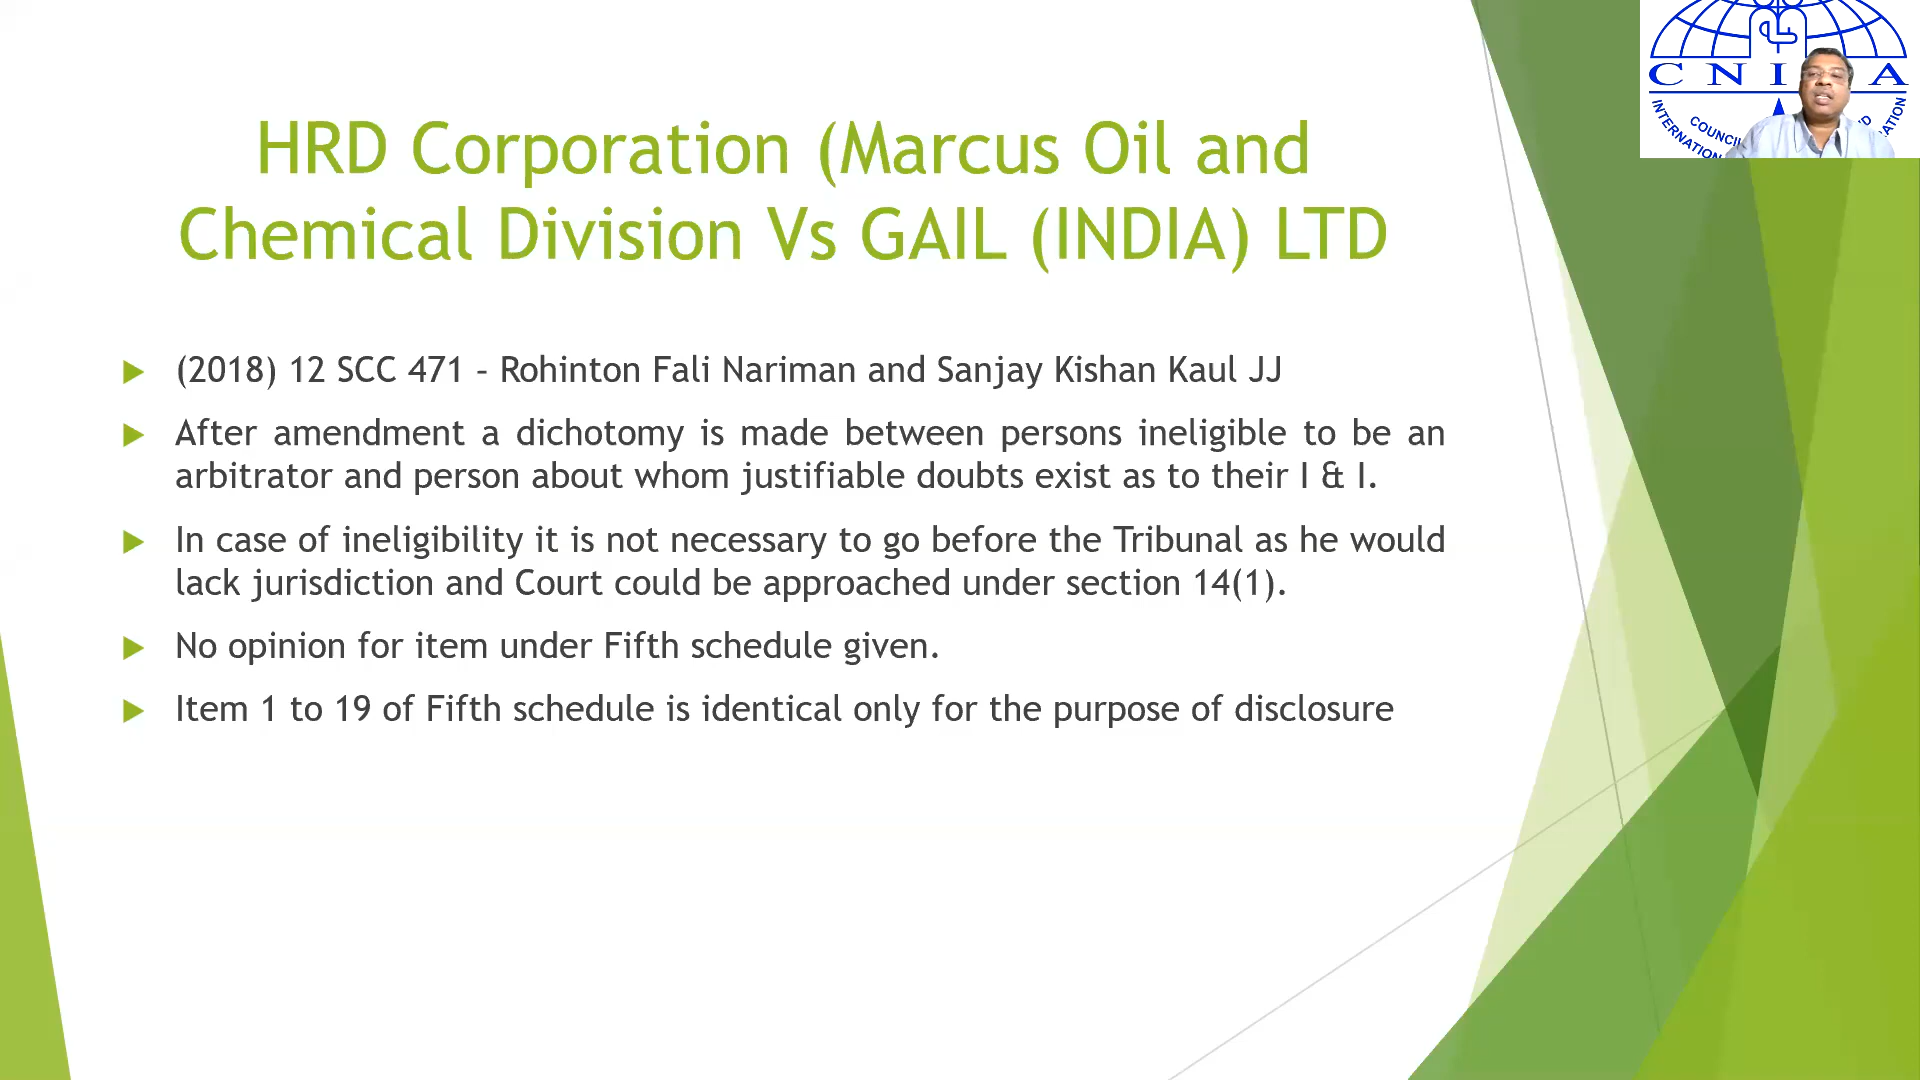 HRD Corporation (Marcus Oil and
Chemical Division Vs GAIL (INDIA) LTD
(2018) 12 SCC 471 – Rohinton Fali Nariman and Sanjay Kishan Kaul JJ
After amendment a dichotomy is made between persons ineligible to be an
arbitrator and person about whom justifiable doubts exist as to their I & I.
In case of ineligibility it is not necessary to go before the Tribunal as he would
lack jurisdiction and Court could be approached under section 14(1).
No opinion for item under Fifth schedule given.
Item 1 to 19 of Fifth schedule is identical only for the purpose of disclosure
C N I A